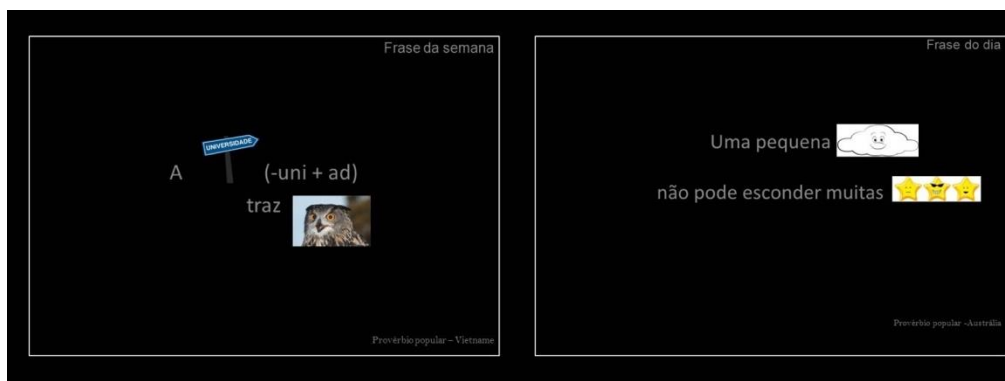 Frase da semana
UNIVERSIDADE
A (-uni + ad)
traz
Provérbio popular – Vietname
Frase do dia
Uma pequena
não pode esconder muitas
Provérbio popular -Austrália